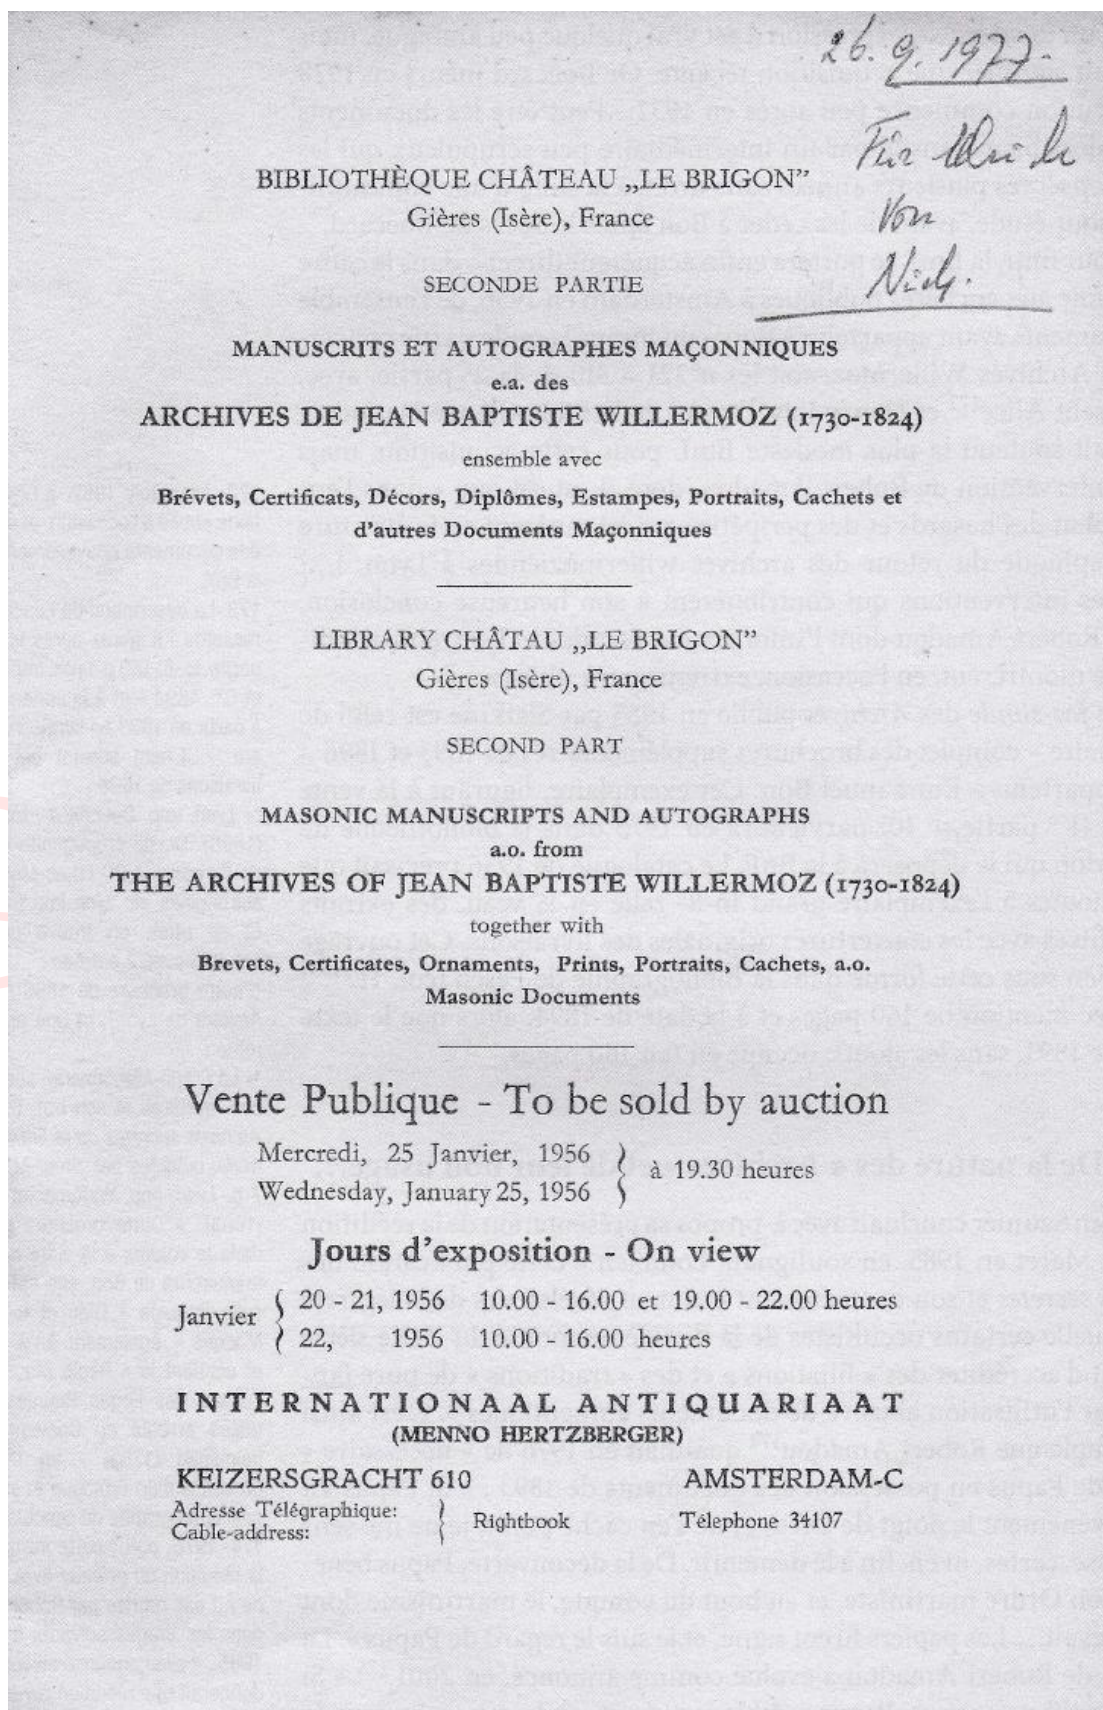 26. 9. 1977.
Für Ulrich
von
Nick.
BIBLIOTHÈQUE CHÂTEAU „LE BRIGON”
Gières (Isère), France
SECONDE PARTIE
MANUSCRITS ET AUTOGRAPHES MAÇONNIQUES
e.a. des
ARCHIVES DE JEAN BAPTISTE WILLERMOZ (1730-1824)
ensemble avec
Brévets, Certificats, Décors, Diplômes, Estampes, Portraits, Cachets et
d'autres Documents Maçonniques
LIBRARY CHÂTAU „LE BRIGON”
Gières (Isère), France
SECOND PART
MASONIC MANUSCRIPTS AND AUTOGRAPHS
a.o. from
THE ARCHIVES OF JEAN BAPTISTE WILLERMOZ (1730-1824)
together with
Brevets, Certificates, Ornaments, Prints, Portraits, Cachets, a.o.
Masonic Documents
Vente Publique - To be sold by auction
Mercredi, 25 Janvier, 1956
Wednesday, January 25, 1956 } à 19.30 heures
Jours d'exposition - On view
Janvier { 20 - 21, 1956 10.00 - 16.00 et 19.00 - 22.00 heures
22, 1956 10.00 - 16.00 heures
INTERNATIONAAL ANTIQUARIAAT
(MENNO HERTZBERGER)
KEIZERSGRACHT 610 AMSTERDAM-C
Adresse Télégraphique:
Cable-address: } Rightbook Télephone 34107